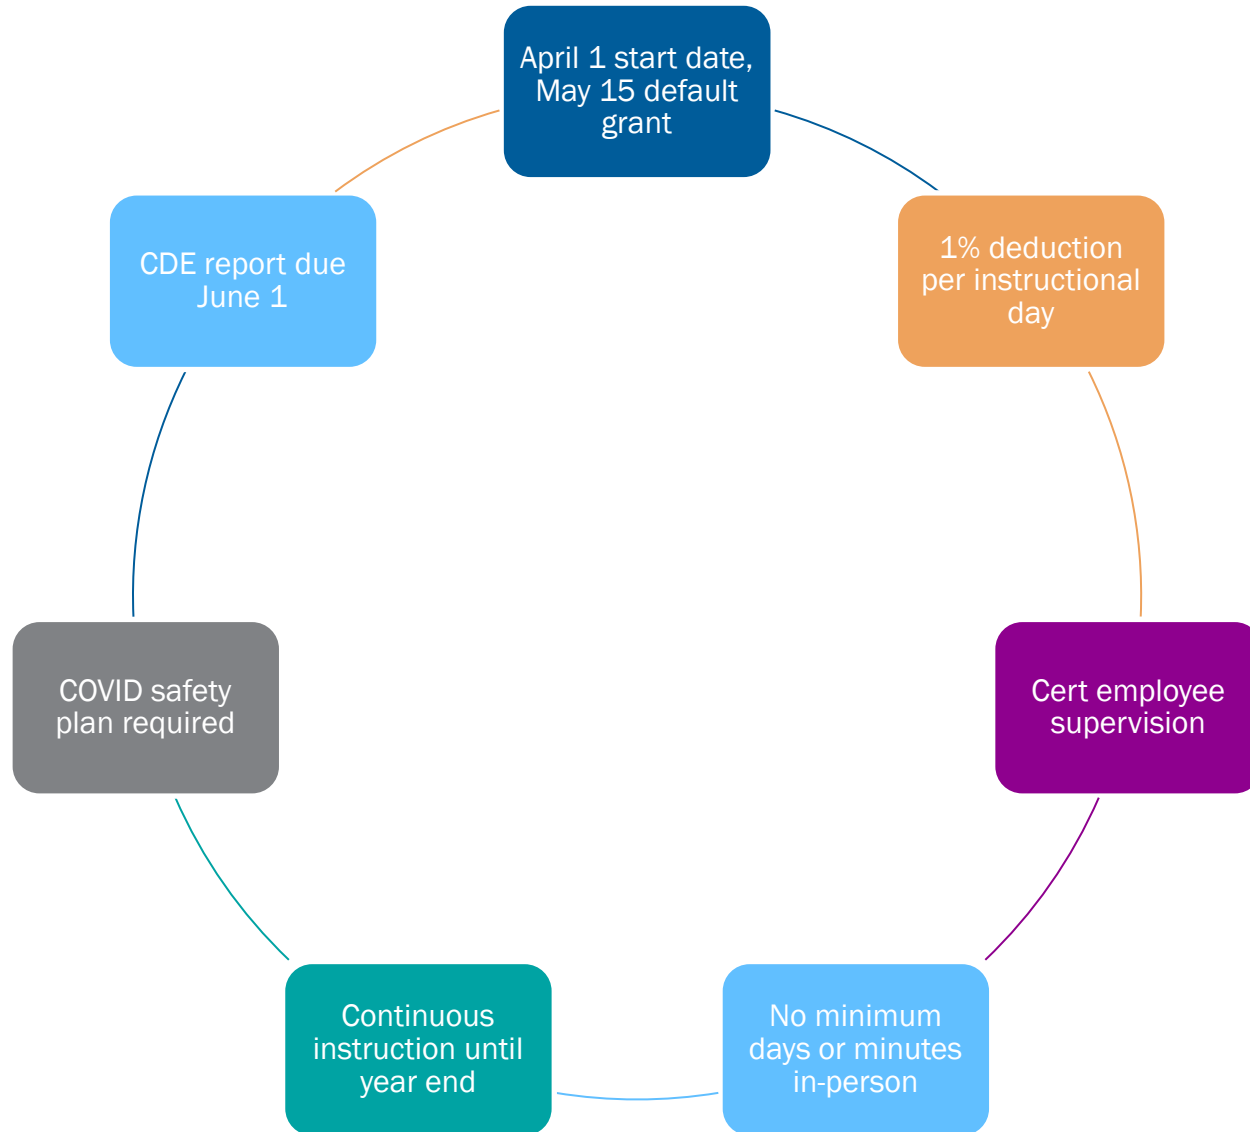 April 1 start date,
May 15 default
grant
1% deduction
per instructional
day
Cert employee
supervision
No minimum
days or minutes
in-person
Continuous
instruction until
year end
COVID safety
plan required
CDE report due
June 1